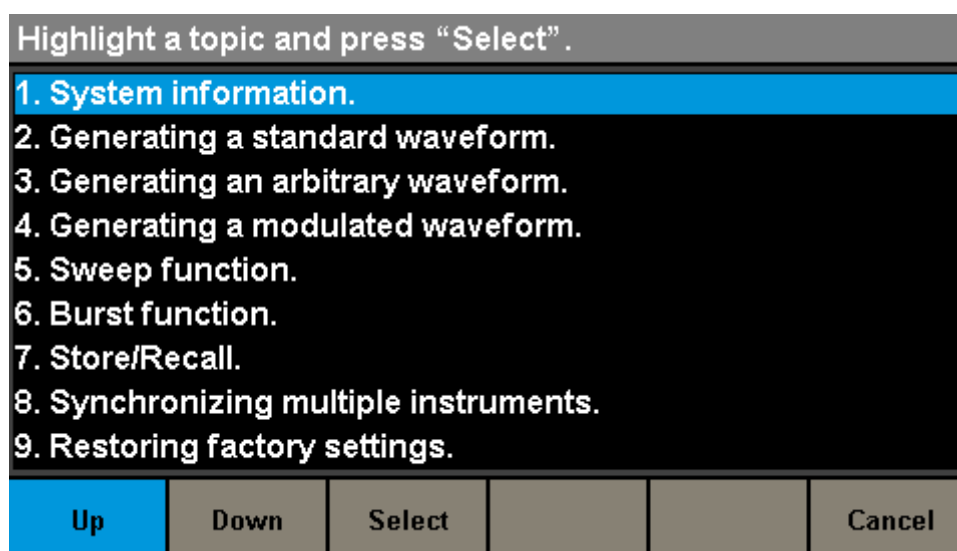 Highlight a topic and press “Select”.
1. System information.
2. Generating a standard waveform.
3. Generating an arbitrary waveform.
4. Generating a modulated waveform.
5. Sweep function.
6. Burst function.
7. Store/Recall.
8. Synchronizing multiple instruments.
9. Restoring factory settings.
Up Down Select Cancel